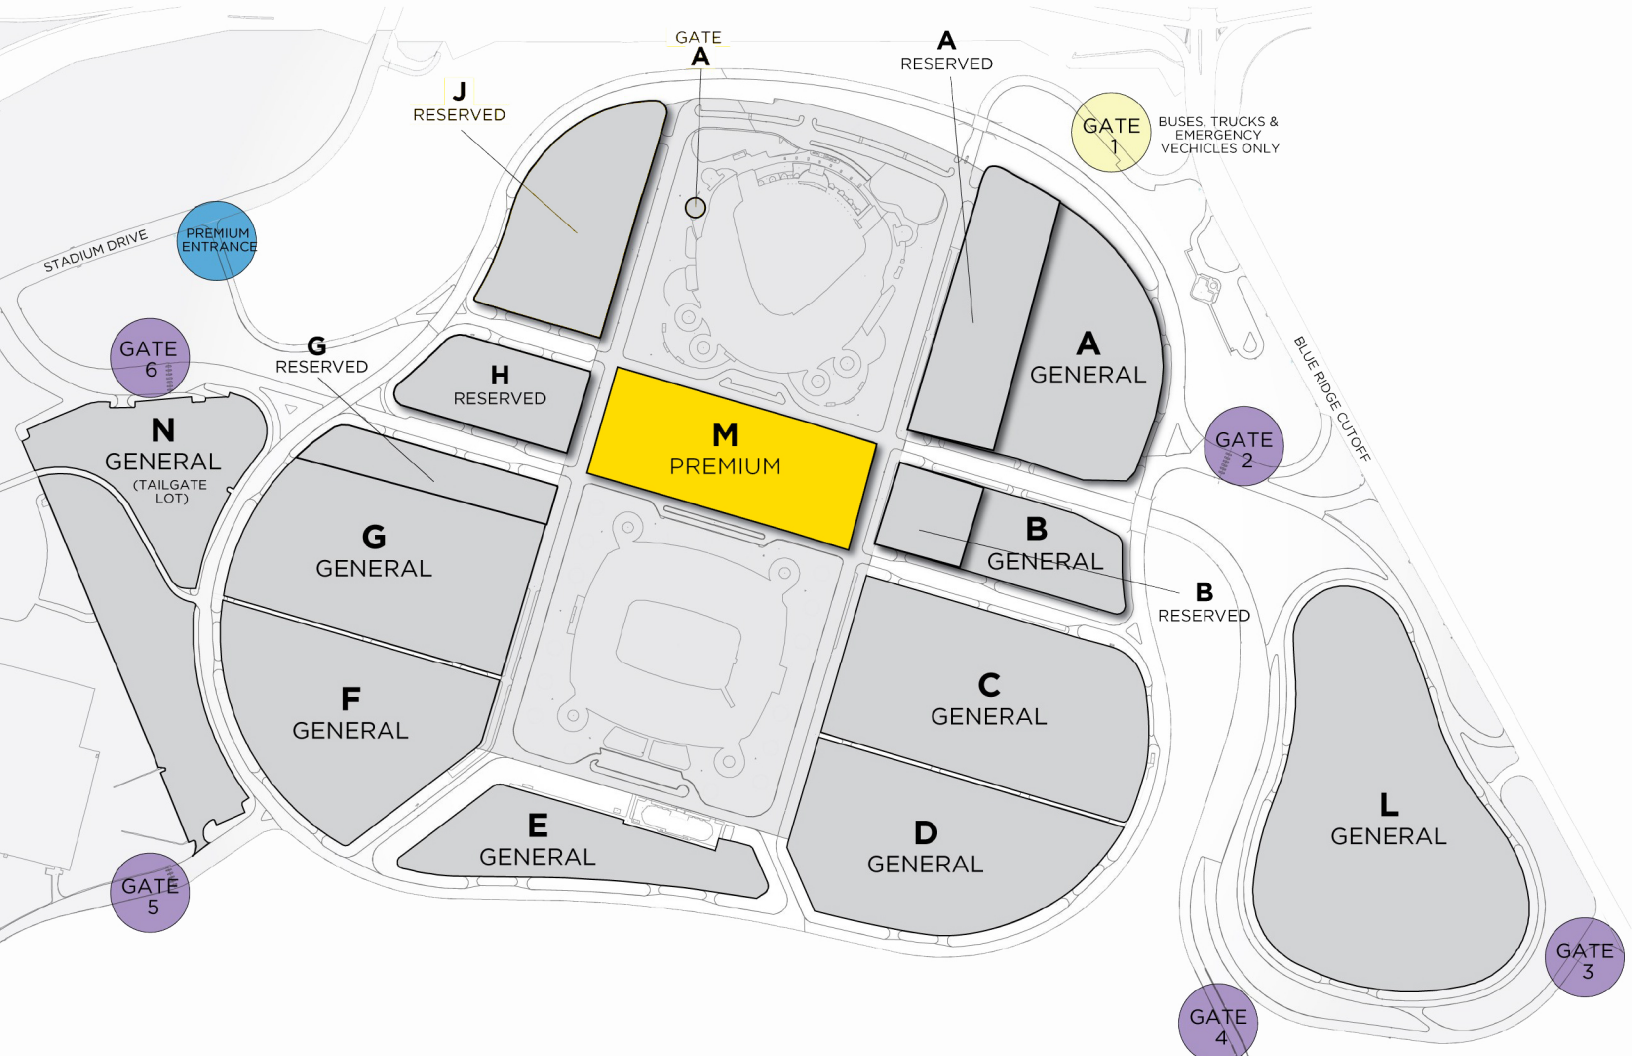 GATE
A
A
RESERVED
J
RESERVED
GATE
1
BUSES, TRUCKS &
EMERGENCY
VECHICLES ONLY
PREMIUM
ENTRANCE
STADIUM DRIVE
GATE
6
G
RESERVED
H
RESERVED
A
GENERAL
BLUE RIDGE CUTOFF
N
GENERAL
(TAILGATE
LOT)
M
PREMIUM
GATE
2
G
GENERAL
B
GENERAL
B
RESERVED
F
GENERAL
C
GENERAL
E
GENERAL
D
GENERAL
L
GENERAL
GATE
5
GATE
3
GATE
4